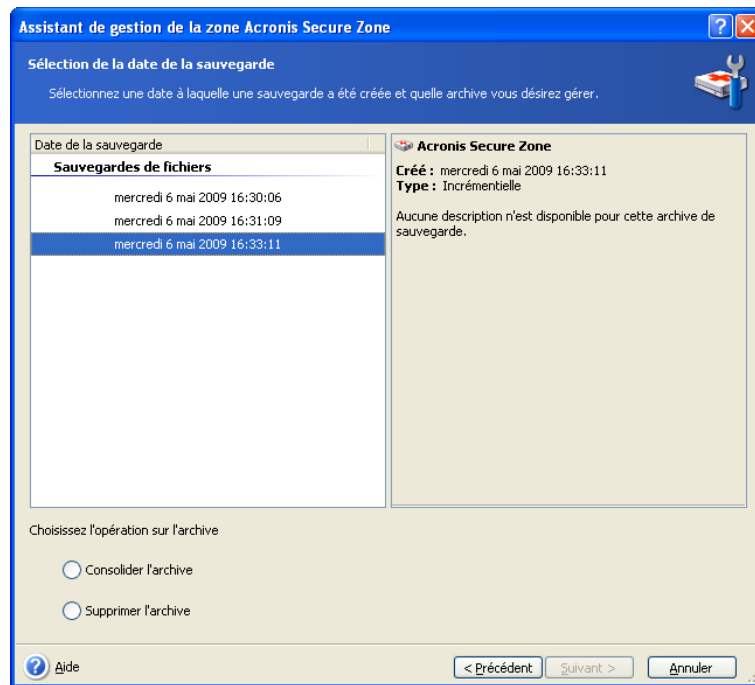 Assistant de gestion de la zone Acronis Secure Zone
Sélection de la date de la sauvegarde
Sélectionnez une date à laquelle une sauvegarde a été créée et quelle archive vous désirez gérer.
Date de la sauvegarde
Sauvegardes de fichiers
mercredi 6 mai 2009 16:30:06
mercredi 6 mai 2009 16:31:09
mercredi 6 mai 2009 16:33:11
Acronis Secure Zone
Créé : mercredi 6 mai 2009 16:33:11
Type : Incrémentielle
Aucune description n'est disponible pour cette archive de
sauvegarde.
Choisissez l'opération sur l'archive
Consolider l'archive
Supprimer l'archive
Aide
< Précédent
Suivant >
Annuler